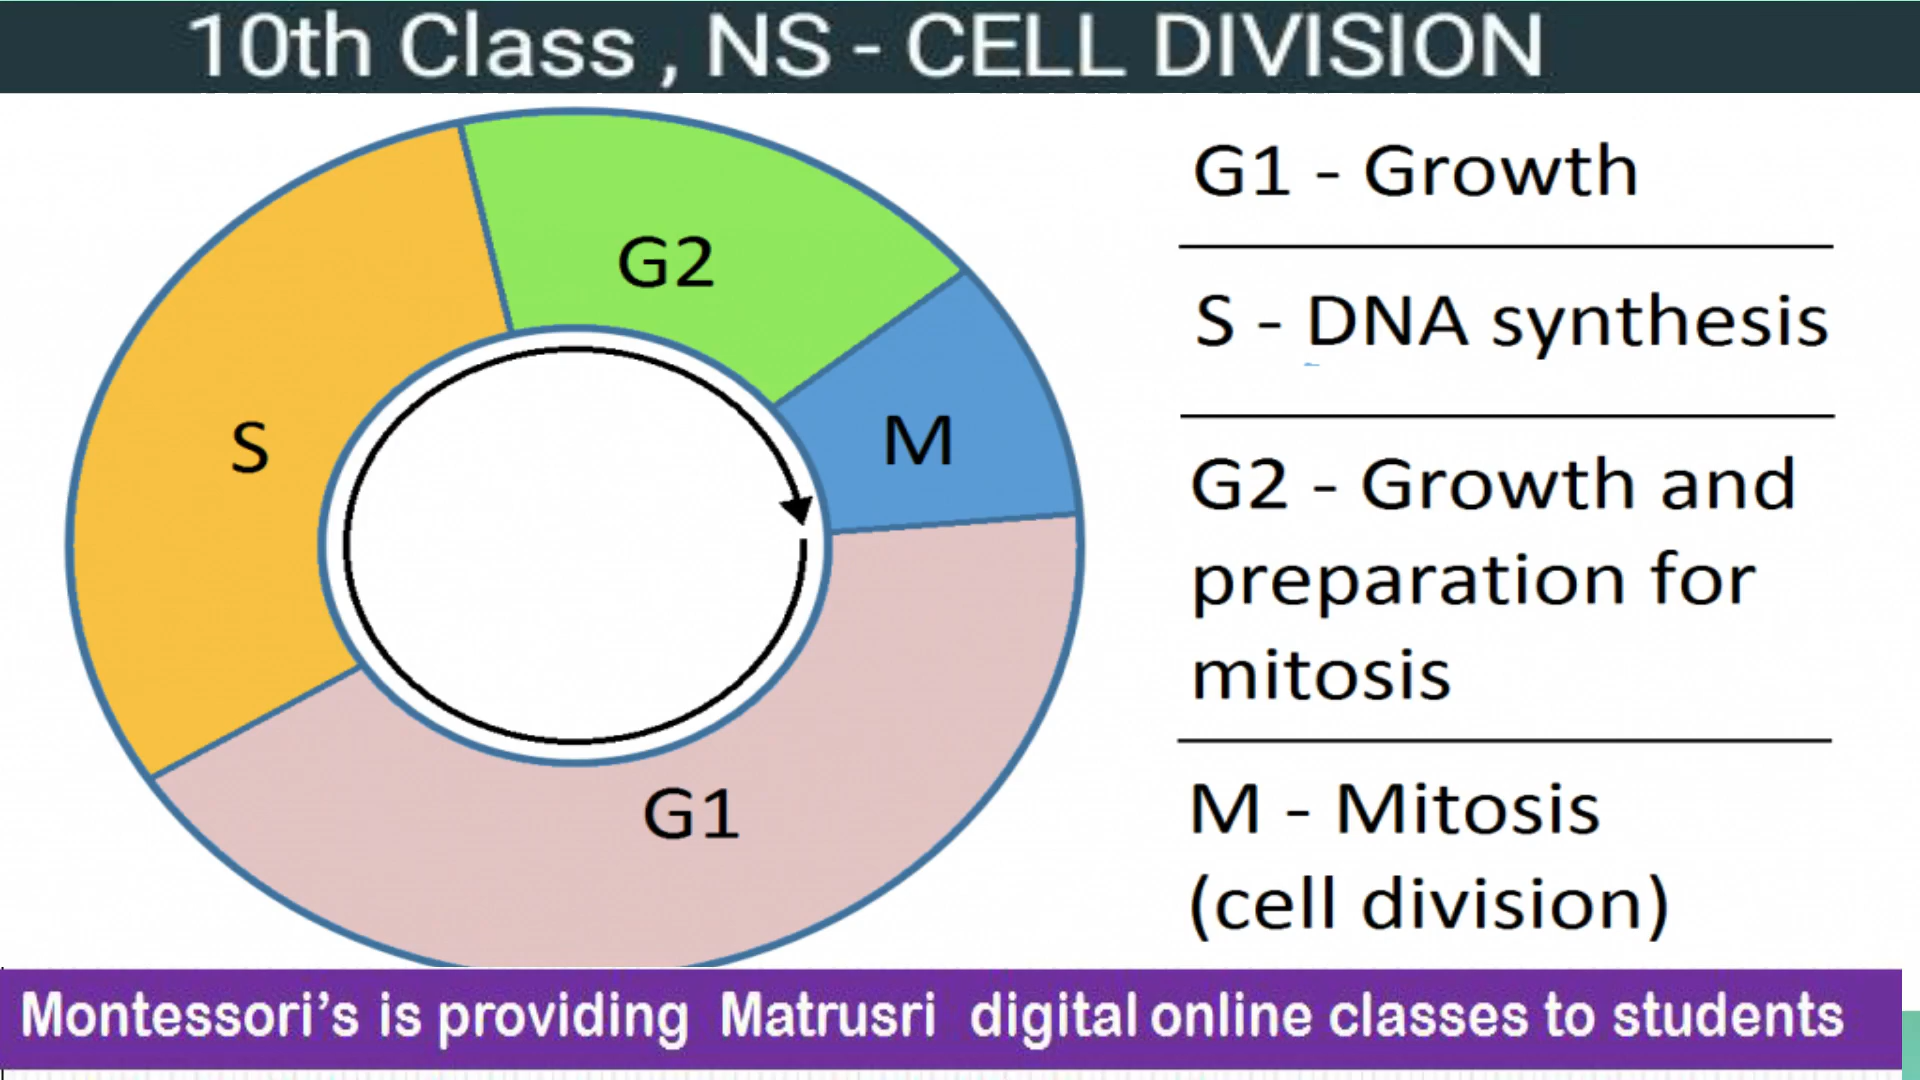 10th Class , NS - CELL DIVISION
G2
S
M
G1
G1 - Growth
S - DNA synthesis
G2 - Growth and
preparation for
mitosis
M - Mitosis
(cell division)
Montessori’s is providing Matrusri digital online classes to students